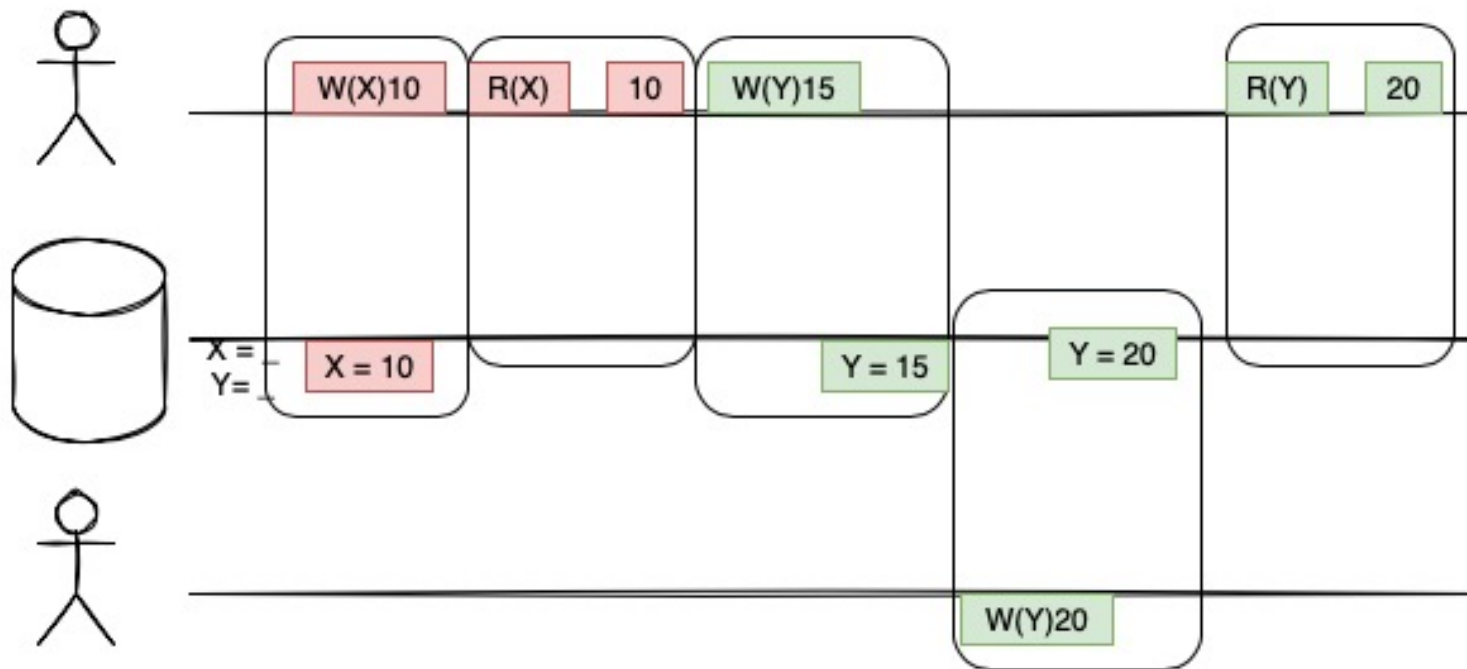 W(X)10
R(X)
10
W(Y)15
R(Y)
20
X = _
Y= _
X = 10
Y = 15
Y = 20
W(Y)20